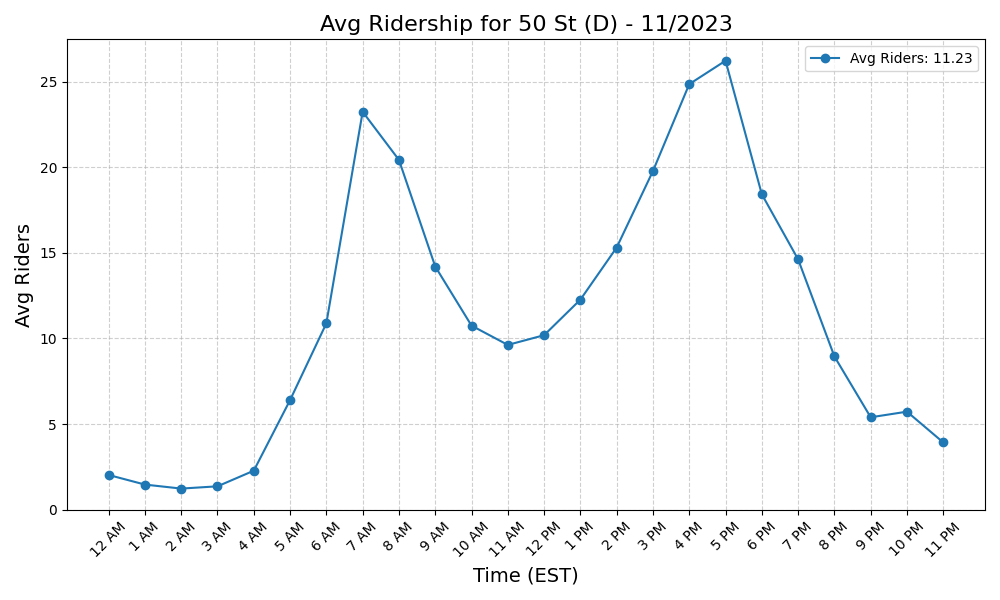 Avg Ridership for 50 St (D) - 11/2023
Avg Riders: 11.23
Avg Riders
25
20
15
10
5
0
12 AM
1 AM
2 AM
3 AM
4 AM
5 AM
6 AM
7 AM
8 AM
9 AM
10 AM
11 AM
12 PM
1 PM
2 PM
3 PM
4 PM
5 PM
6 PM
7 PM
8 PM
9 PM
10 PM
11 PM
Time (EST)